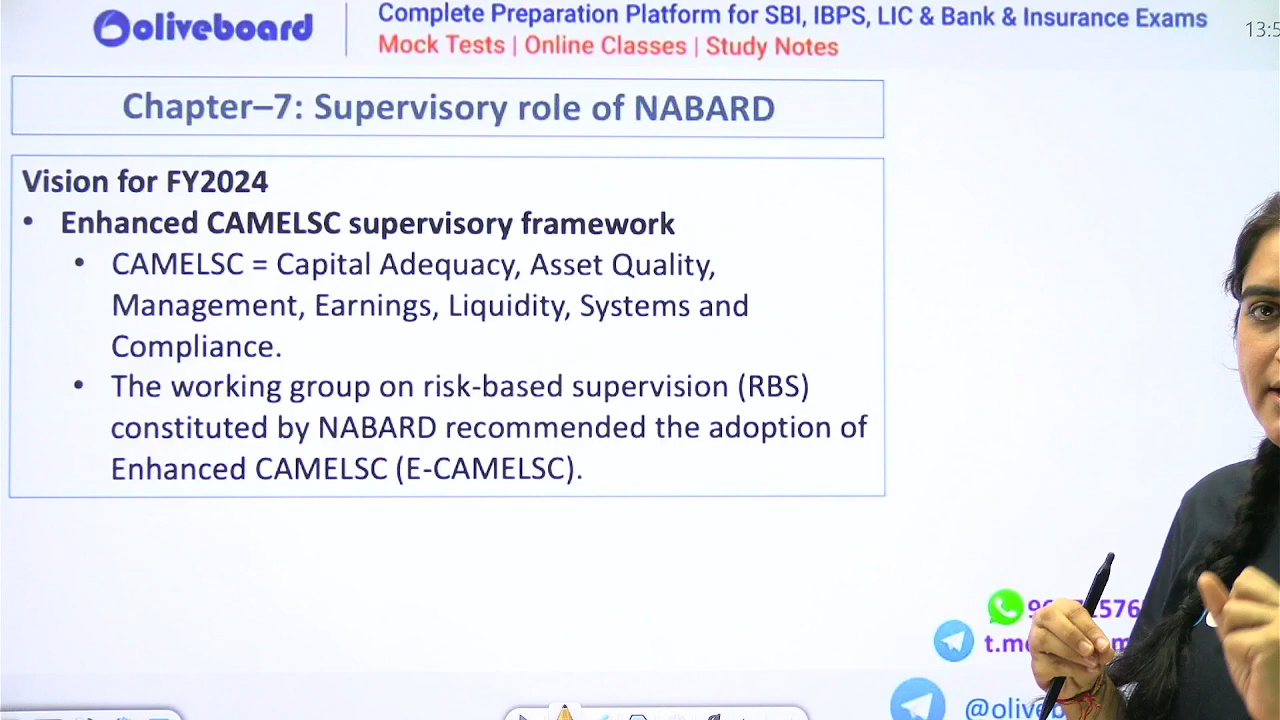 oliveboard
Complete Preparation Platform for SBI, IBPS, LIC & Bank & Insurance Exams
Mock Tests | Online Classes | Study Notes
13:5
Chapter–7: Supervisory role of NABARD
Vision for FY2024
• Enhanced CAMELSC supervisory framework
• CAMELSC = Capital Adequacy, Asset Quality,
Management, Earnings, Liquidity, Systems and
Compliance.
• The working group on risk-based supervision (RBS)
constituted by NABARD recommended the adoption of
Enhanced CAMELSC (E-CAMELSC).